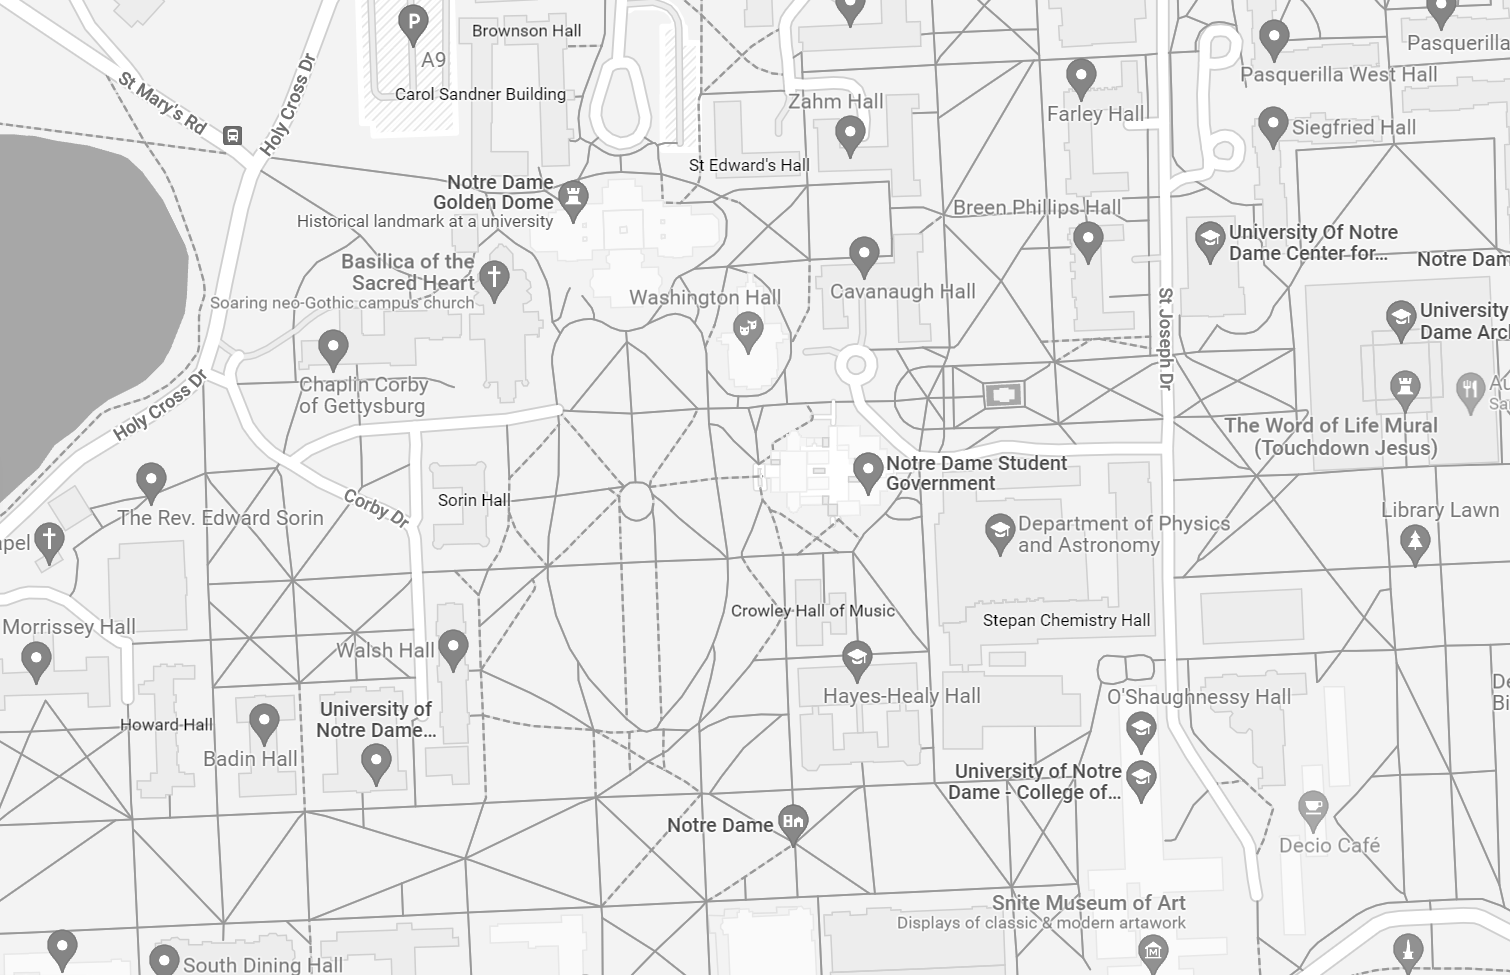 Brownson Hall
P
A9
Pasquerilla
Pasquerilla West Hall
St Mary's Rd
Holy Cross Dr
Carol Sandner Building
Zahm Hall
Farley Hall
Siegfried Hall
St Edward's Hall
Notre Dame
Golden Dome
Historical landmark at a university
Breen Phillips Hall
University Of Notre
Dame Center for...
Notre Dam
Basilica of the
Sacred Heart
Soaring neo-Gothic campus church
Washington Hall
Cavanaugh Hall
St Joseph Dr
University
Dame Arc
Chaplin Corby
of Gettysburg
Holy Cross Dr
Au
Sa
The Word of Life Mural
(Touchdown Jesus)
Notre Dame Student
Government
Sorin Hall
Corby Dr
The Rev. Edward Sorin
Library Lawn
Department of Physics
and Astronomy
pel
Crowley Hall of Music
Stepan Chemistry Hall
Morrissey Hall
Walsh Hall
Hayes-Healy Hall
O'Shaughnessy Hall
De
Bi
University of
Notre Dame...
Howard Hall
Badin Hall
University of Notre
Dame - College of...
Notre Dame
Decio Café
Snite Museum of Art
Displays of classic & modern artwork
South Dining Hall